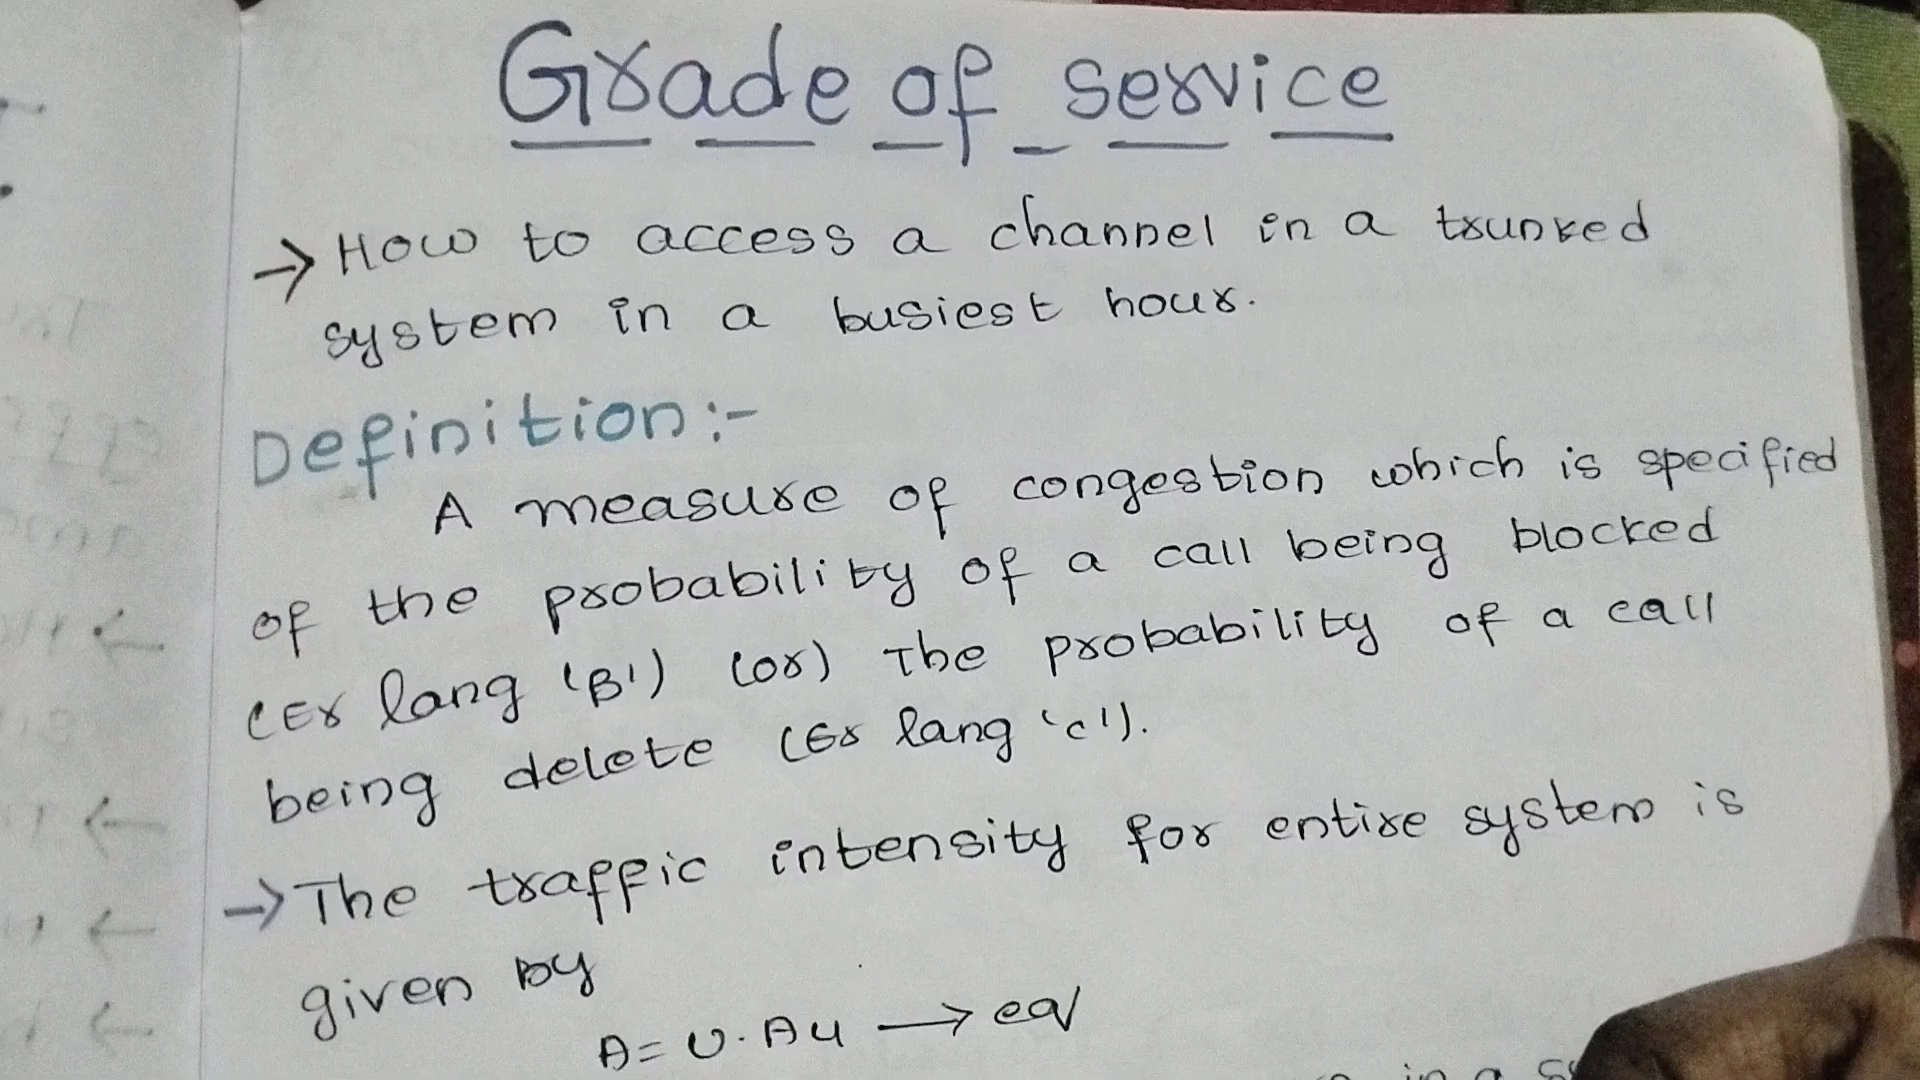 Grade of service
→ How to access a channel in a trunked
system in a busiest hour.
Definition:-
A measure of congestion which is specified
of the probability of a call being blocked
(Er lang 'B') (or) The probability of a call
being delete (Er lang 'c').
→ The traffic intensity for entire system is
given by
A = U. Au → eq
in a